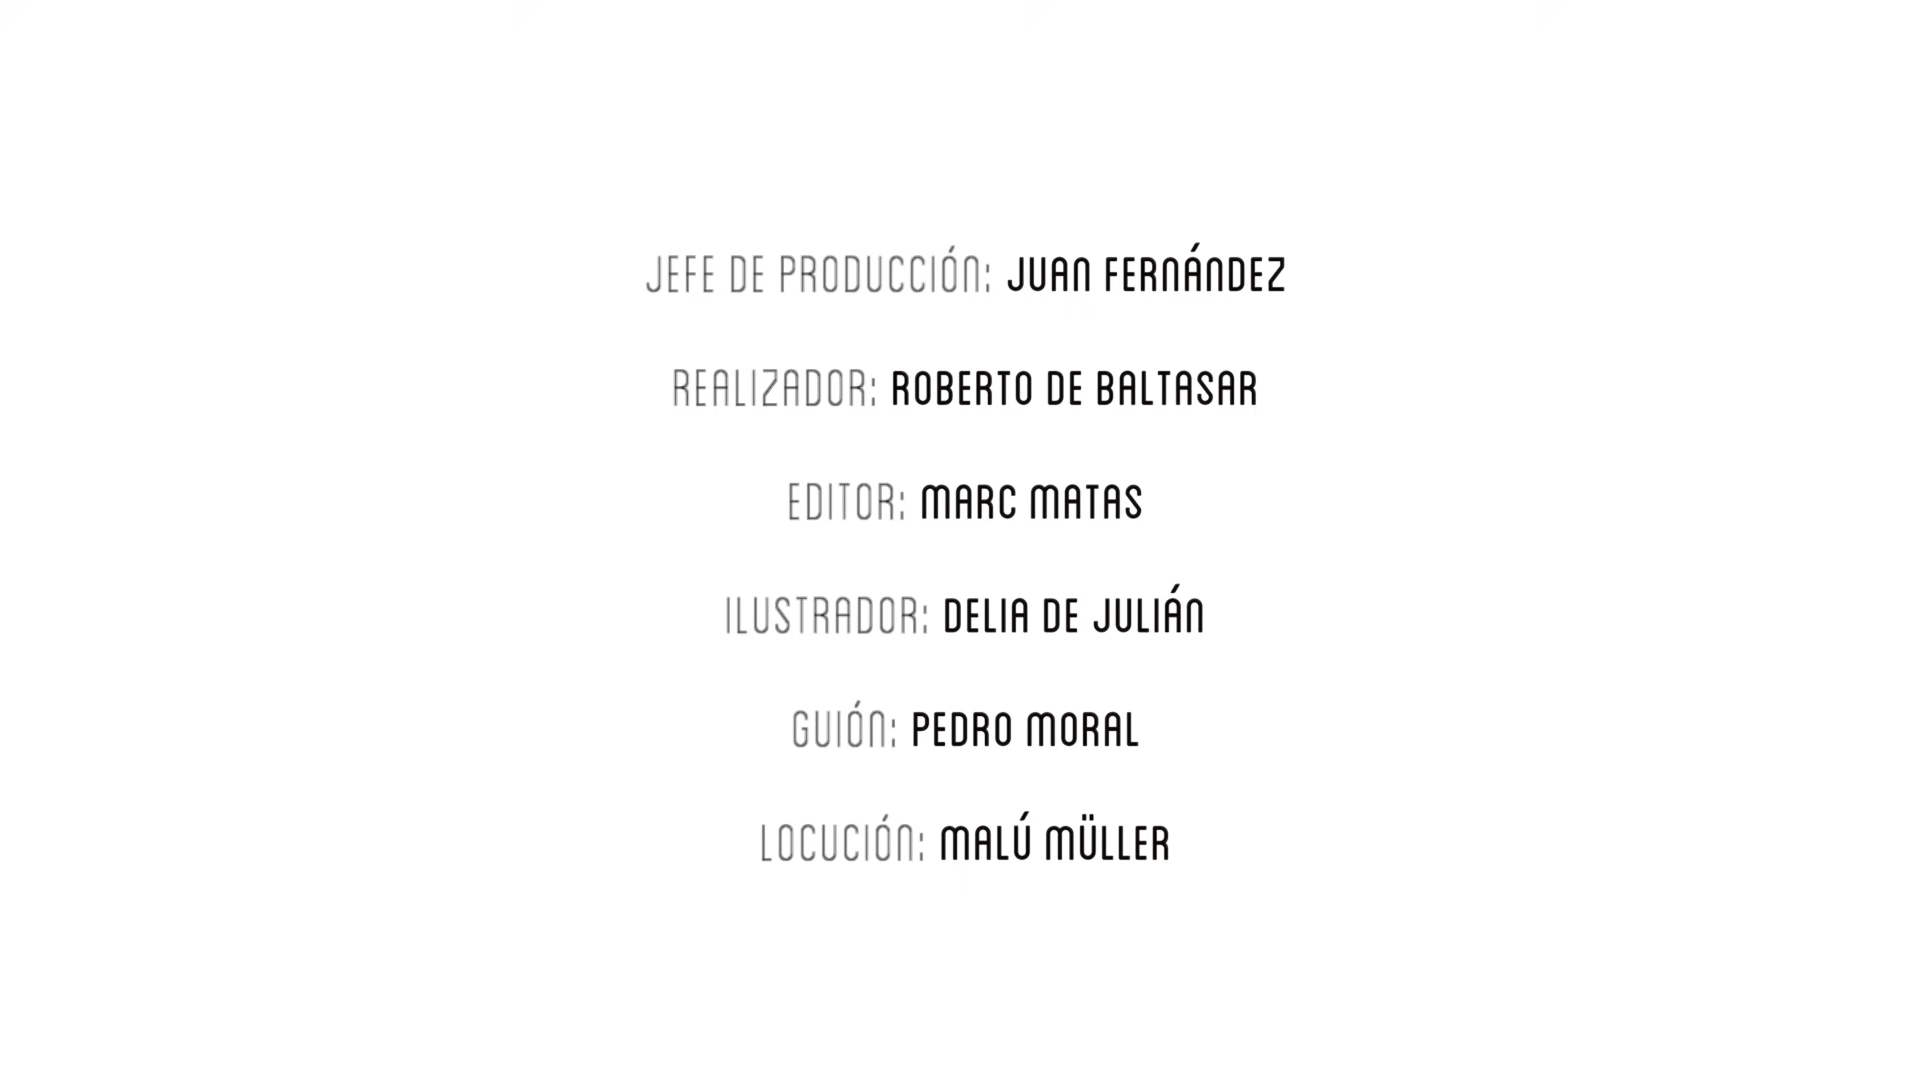 JEFE DE PRODUCCIÓN: JUAN FERNÁNDEZ
REALIZADOR: ROBERTO DE BALTASAR
EDITOR: MARC MATAS
ILUSTRADOR: DELIA DE JULIÁN
GUIÓN: PEDRO MORAL
LOCUCIÓN: MALÚ MÜLLER